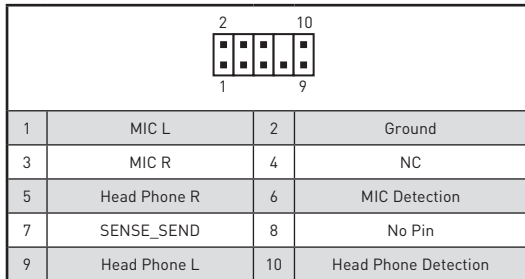 2 10
1 9
1 MIC L 2 Ground
3 MIC R 4 NC
5 Head Phone R 6 MIC Detection
7 SENSE_SEND 8 No Pin
9 Head Phone L 10 Head Phone Detection